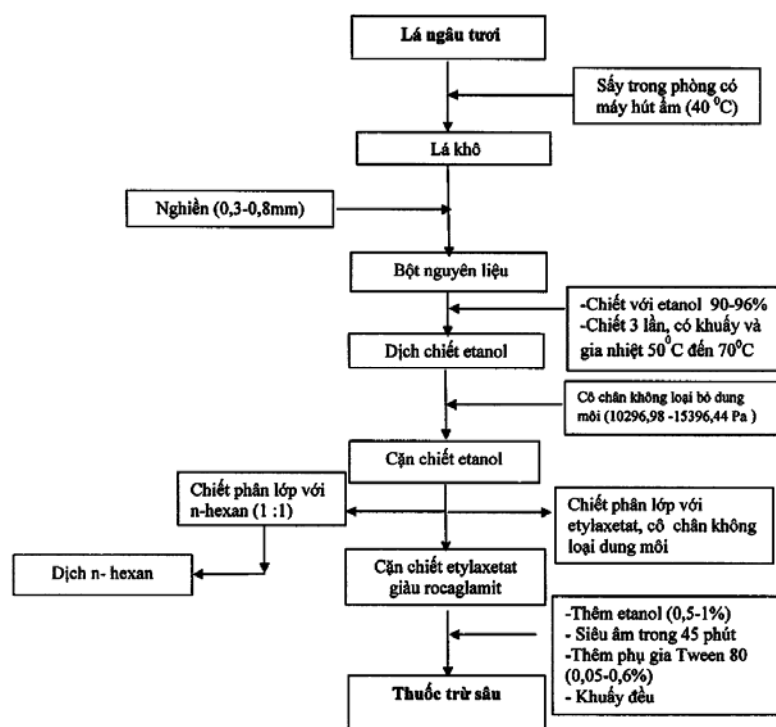 Lá ngâu tươi
Sấy trong phòng có
máy hút ẩm (40 ⁰C)
Lá khô
Nghiền (0,3-0,8mm)
Bột nguyên liệu
-Chiết với etanol 90-96%
-Chiết 3 lần, có khuấy và
gia nhiệt 50⁰C đến 70⁰C
Dịch chiết etanol
Cô chân không loại bỏ dung
môi (10296,98 -15396,44 Pa )
Cặn chiết etanol
Chiết phân lớp với
n-hexan (1 :1)
Chiết phân lớp với
etylaxetat, cô chân không
loại dung môi
Dịch n- hexan
Cặn chiết etylaxetat
giàu rocaglamit
-Thêm etanol (0,5-1%)
- Siêu âm trong 45 phút
-Thêm phụ gia Tween 80
(0,05-0,6%)
- Khuấy đều
Thuốc trừ sâu